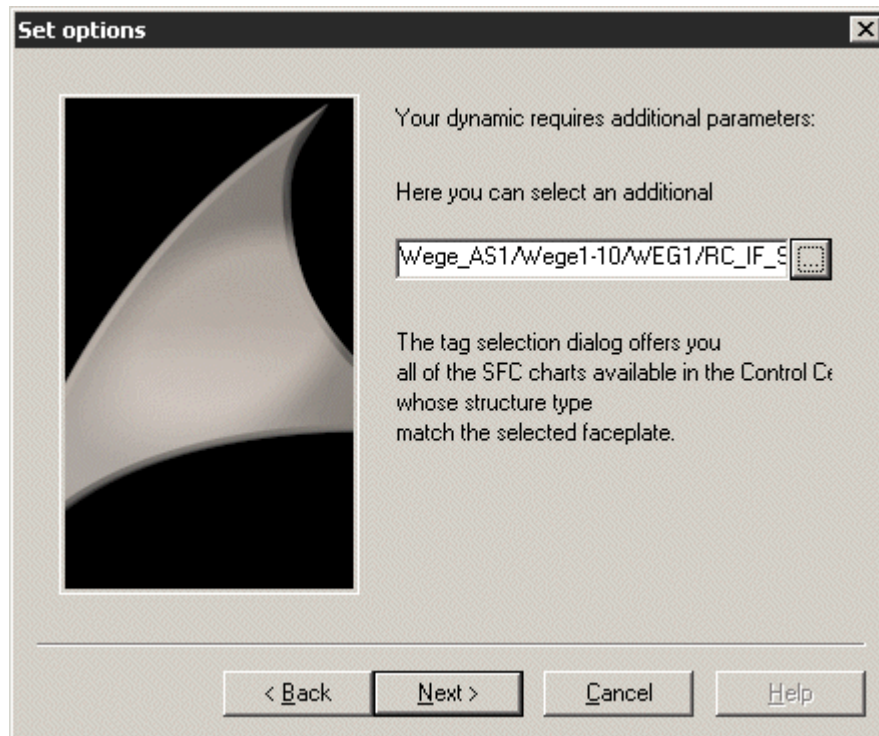 Set options
Your dynamic requires additional parameters:
Here you can select an additional
Wege_AS1/Wege1-10/WEG1/RC_IF_S
...
The tag selection dialog offers you
all of the SFC charts available in the Control Ce
whose structure type
match the selected faceplate.
< Back
Next >
Cancel
Help